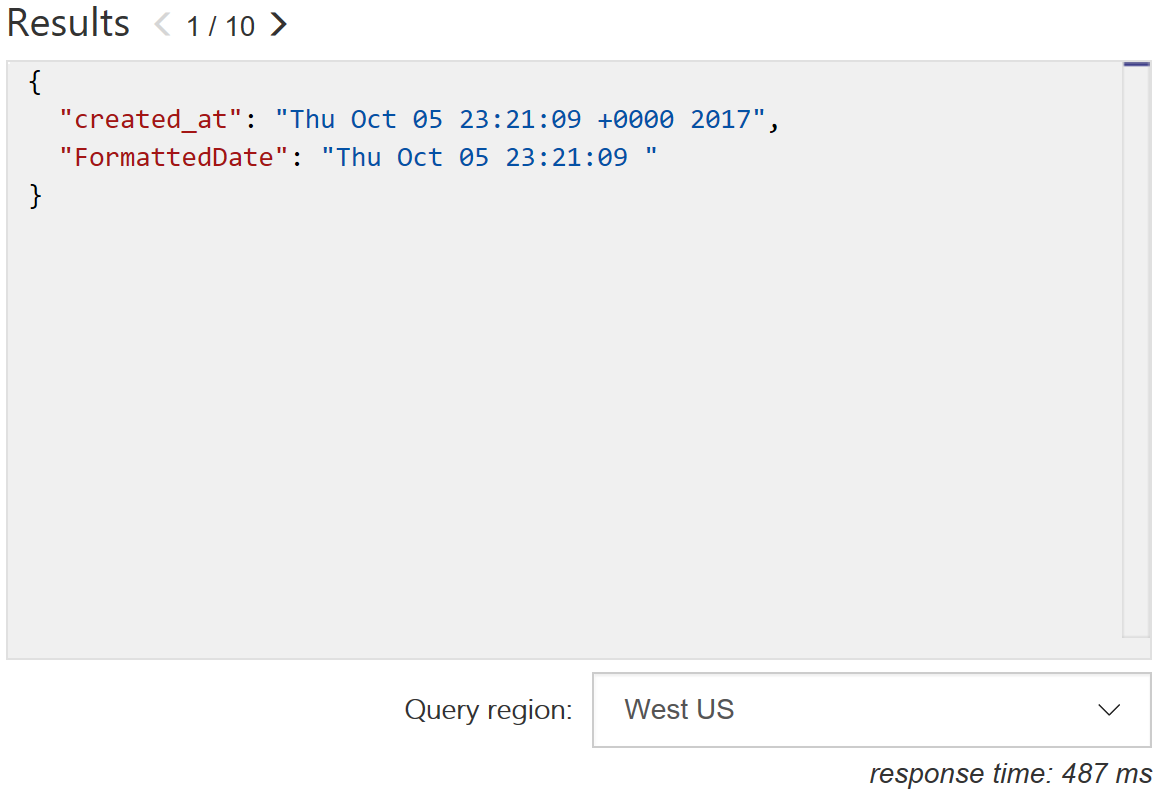 Results < 1 / 10 >
{
  "created_at": "Thu Oct 05 23:21:09 +0000 2017",
  "FormattedDate": "Thu Oct 05 23:21:09 "
}
Query region: West US
response time: 487 ms